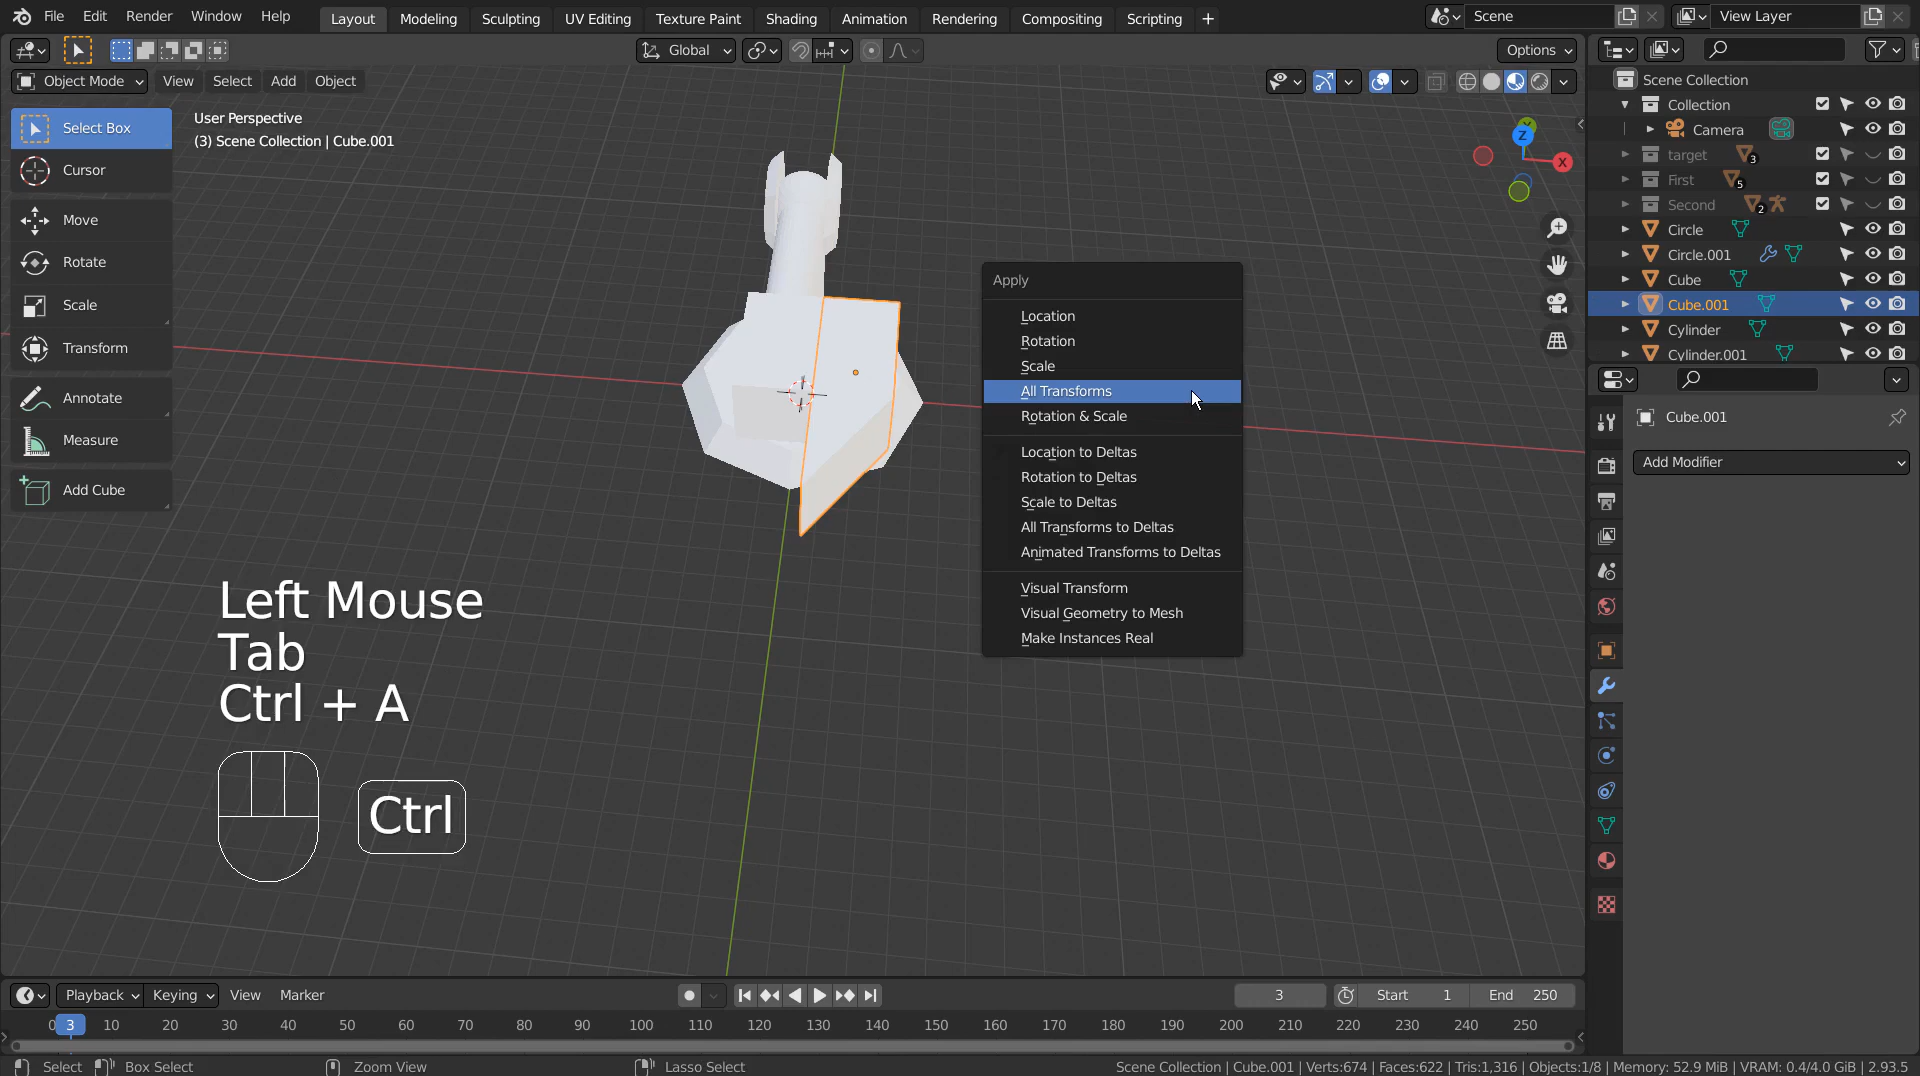 File Edit Render Window Help Layout Modeling Sculpting UV Editing Texture Paint Shading Animation Rendering Compositing Scripting + Scene View Layer
Global Options
Object Mode View Select Add Object
Scene Collection
Collection
Camera
target 3
First 5
Second 2
Circle
Circle.001
Cube
Cube.001
Cylinder
Cylinder.001
Select Box
Cursor
Move
Rotate
Scale
Transform
Annotate
Measure
Add Cube
User Perspective
(3) Scene Collection | Cube.001
Z
X
Apply
Location
Rotation
Scale
All Transforms
Rotation & Scale
Location to Deltas
Rotation to Deltas
Scale to Deltas
All Transforms to Deltas
Animated Transforms to Deltas
Visual Transform
Visual Geometry to Mesh
Make Instances Real
Cube.001
Add Modifier
Left Mouse
Tab
Ctrl + A
Ctrl
Playback Keying View Marker 3 Start 1 End 250
0 3 10 20 30 40 50 60 70 80 90 100 110 120 130 140 150 160 170 180 190 200 210 220 230 240 250
Select Box Select Zoom View Lasso Select Scene Collection | Cube.001 | Verts:674 | Faces:622 | Tris:1,316 | Objects:1/8 | Memory: 52.9 MiB | VRAM: 0.4/4.0 GiB | 2.93.5